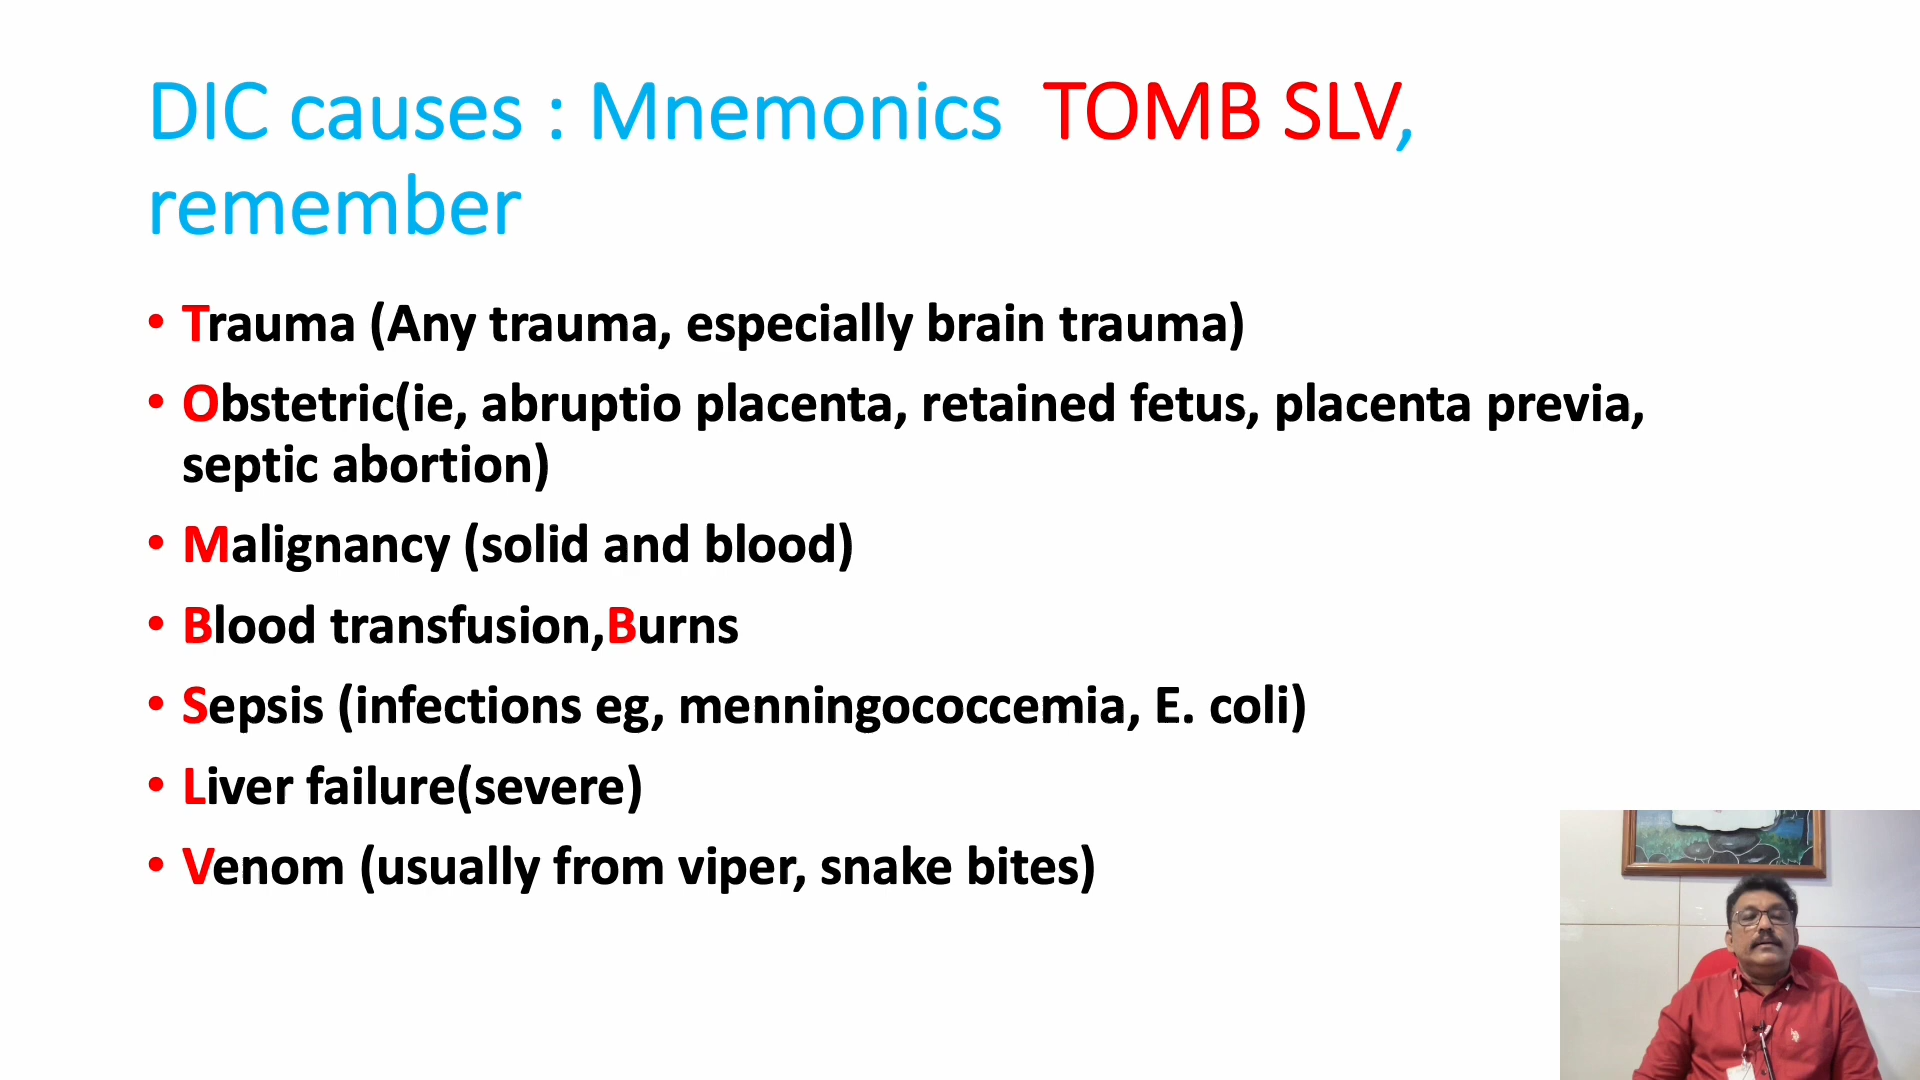 DIC causes : Mnemonics TOMB SLV,
remember
• Trauma (Any trauma, especially brain trauma)
• Obstetric(ie, abruptio placenta, retained fetus, placenta previa,
septic abortion)
• Malignancy (solid and blood)
• Blood transfusion,Burns
• Sepsis (infections eg, menningococcemia, E. coli)
• Liver failure(severe)
• Venom (usually from viper, snake bites)